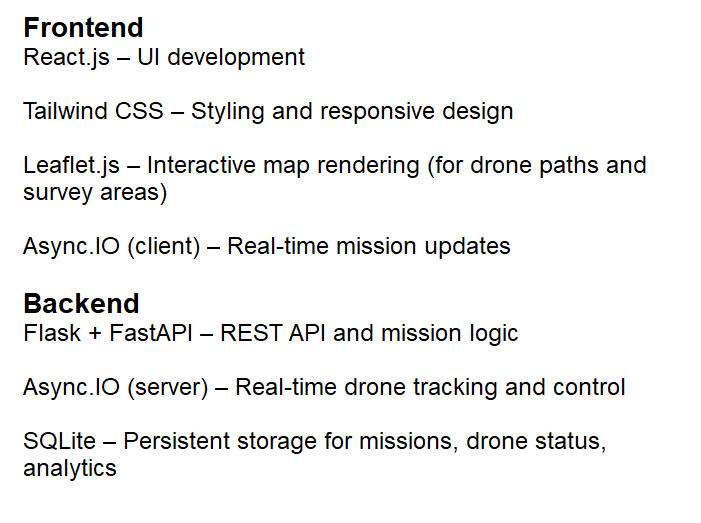 Frontend
React.js – UI development
Tailwind CSS – Styling and responsive design
Leaflet.js – Interactive map rendering (for drone paths and
survey areas)
Async.IO (client) – Real-time mission updates
Backend
Flask + FastAPI – REST API and mission logic
Async.IO (server) – Real-time drone tracking and control
SQLite – Persistent storage for missions, drone status,
analytics